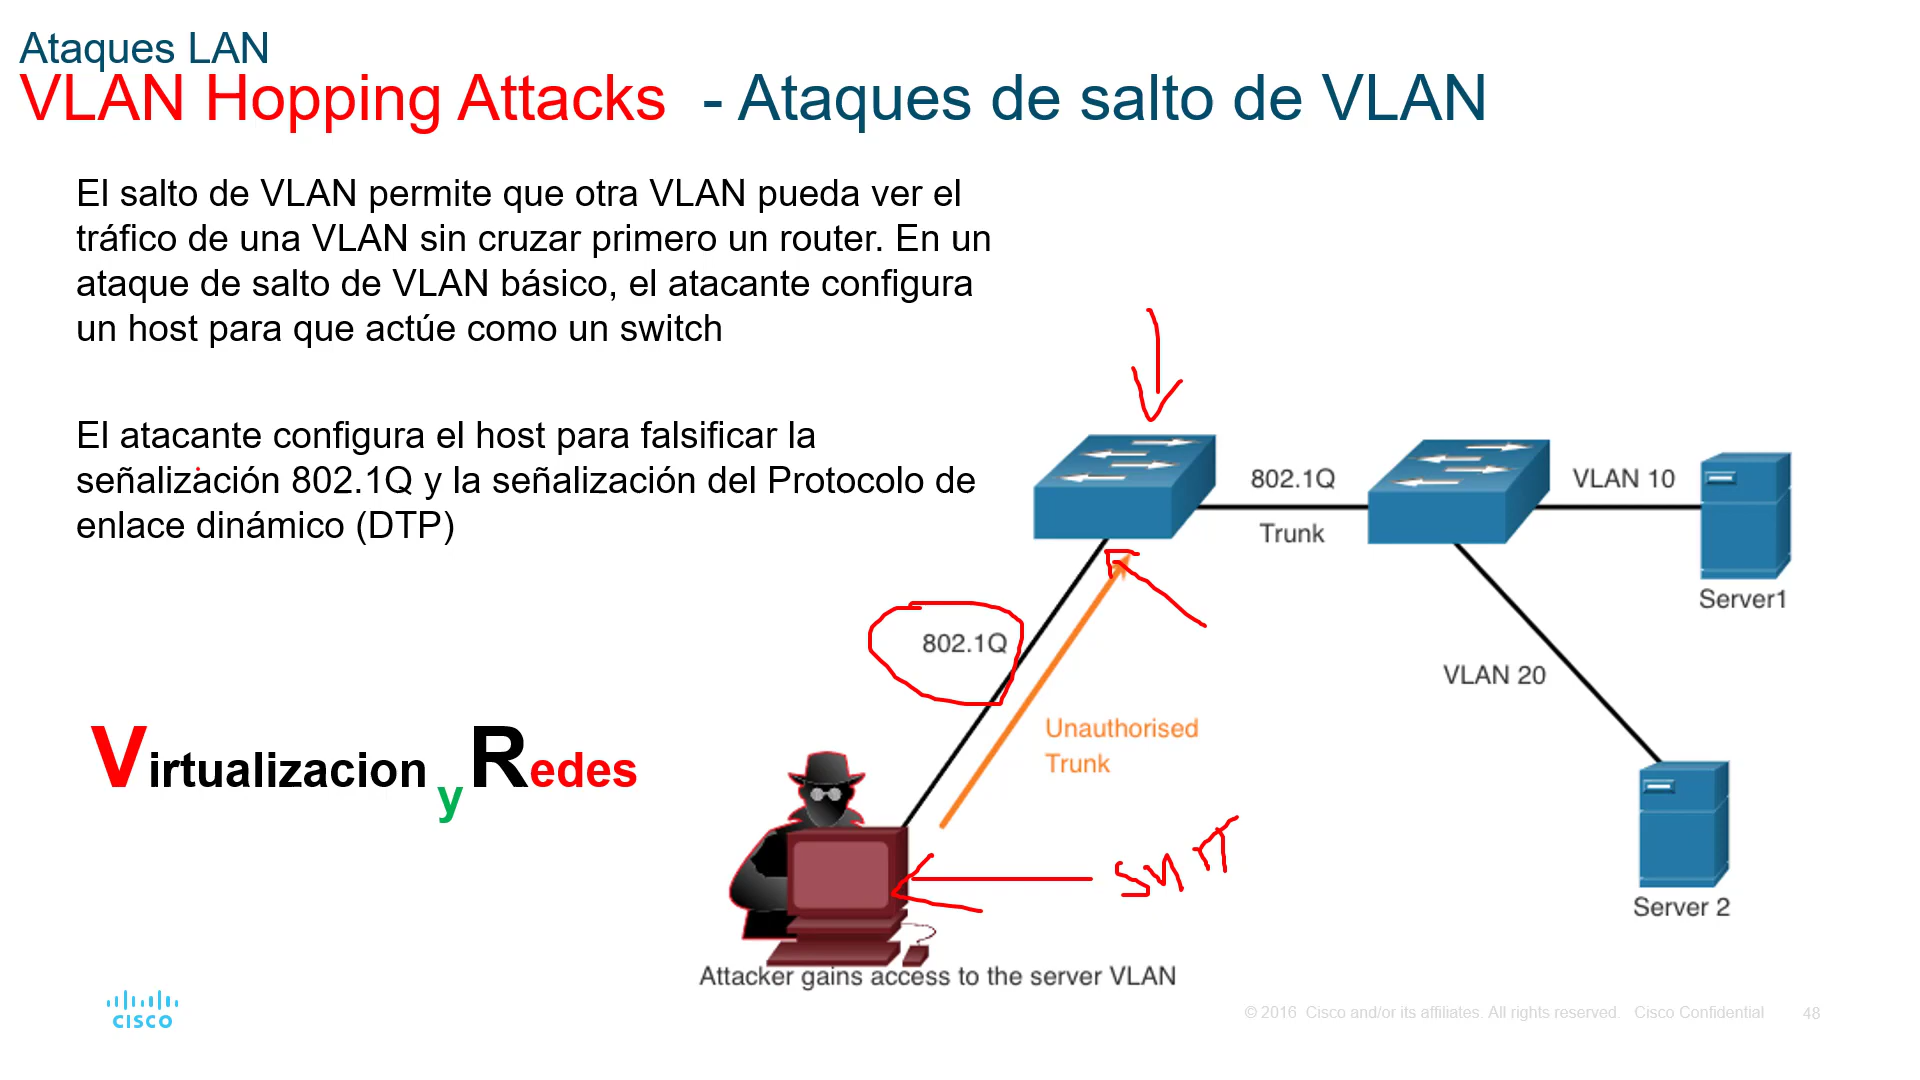 Ataques LAN
VLAN Hopping Attacks - Ataques de salto de VLAN
El salto de VLAN permite que otra VLAN pueda ver el
tráfico de una VLAN sin cruzar primero un router. En un
ataque de salto de VLAN básico, el atacante configura
un host para que actúe como un switch
El atacante configura el host para falsificar la
señalización 802.1Q y la señalización del Protocolo de
enlace dinámico (DTP)
802.1Q
Trunk
VLAN 10
Server1
802.1Q
VLAN 20
Unauthorised
Trunk
Virtualizacion y Redes
Server 2
Attacker gains access to the server VLAN
CISCO
© 2016 Cisco and/or its affiliates. All rights reserved. Cisco Confidential 48